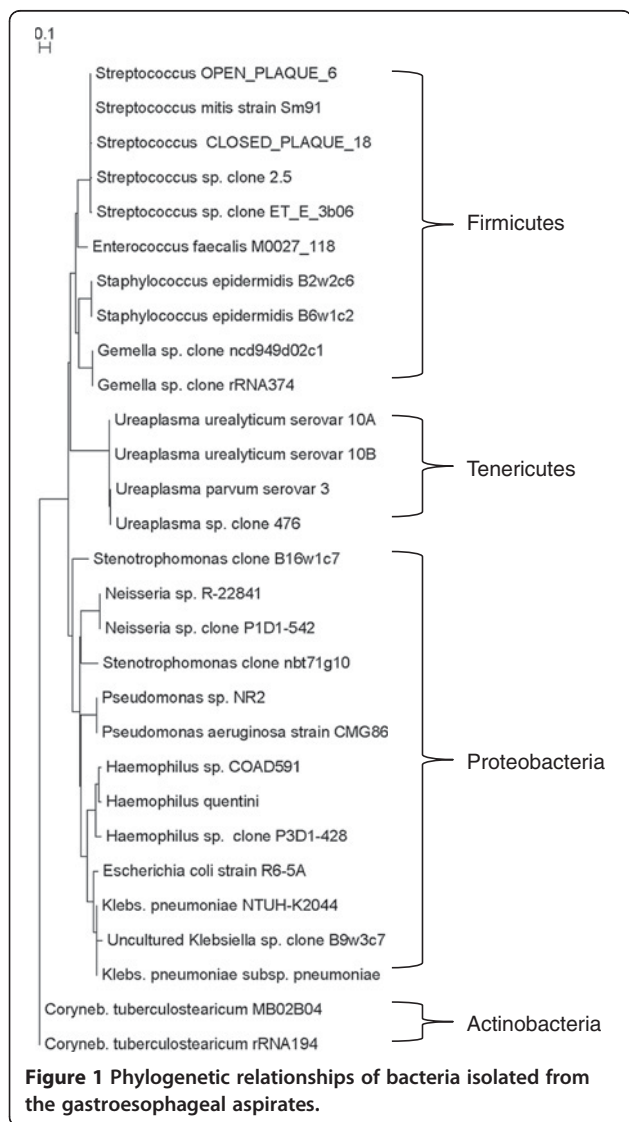 0.1
Streptococcus OPEN_PLAQUE_6
Streptococcus mitis strain Sm91
Streptococcus CLOSED_PLAQUE_18
Streptococcus sp. clone 2.5
Streptococcus sp. clone ET_E_3b06
Enterococcus faecalis M0027_118
Staphylococcus epidermidis B2w2c6
Staphylococcus epidermidis B6w1c2
Gemella sp. clone ncd949d02c1
Gemella sp. clone rRNA374
Firmicutes
Ureaplasma urealyticum serovar 10A
Ureaplasma urealyticum serovar 10B
Ureaplasma parvum serovar 3
Ureaplasma sp. clone 476
Tenericutes
Stenotrophomonas clone B16w1c7
Neisseria sp. R-22841
Neisseria sp. clone P1D1-542
Stenotrophomonas clone nbt71g10
Pseudomonas sp. NR2
Pseudomonas aeruginosa strain CMG86
Haemophilus sp. COAD591
Haemophilus quentini
Haemophilus sp. clone P3D1-428
Escherichia coli strain R6-5A
Klebs. pneumoniae NTUH-K2044
Uncultured Klebsiella sp. clone B9w3c7
Klebs. pneumoniae subsp. pneumoniae
Proteobacteria
Coryneb. tuberculostearicum MB02B04
Coryneb. tuberculostearicum rRNA194
Actinobacteria
Figure 1 Phylogenetic relationships of bacteria isolated from
the gastroesophageal aspirates.